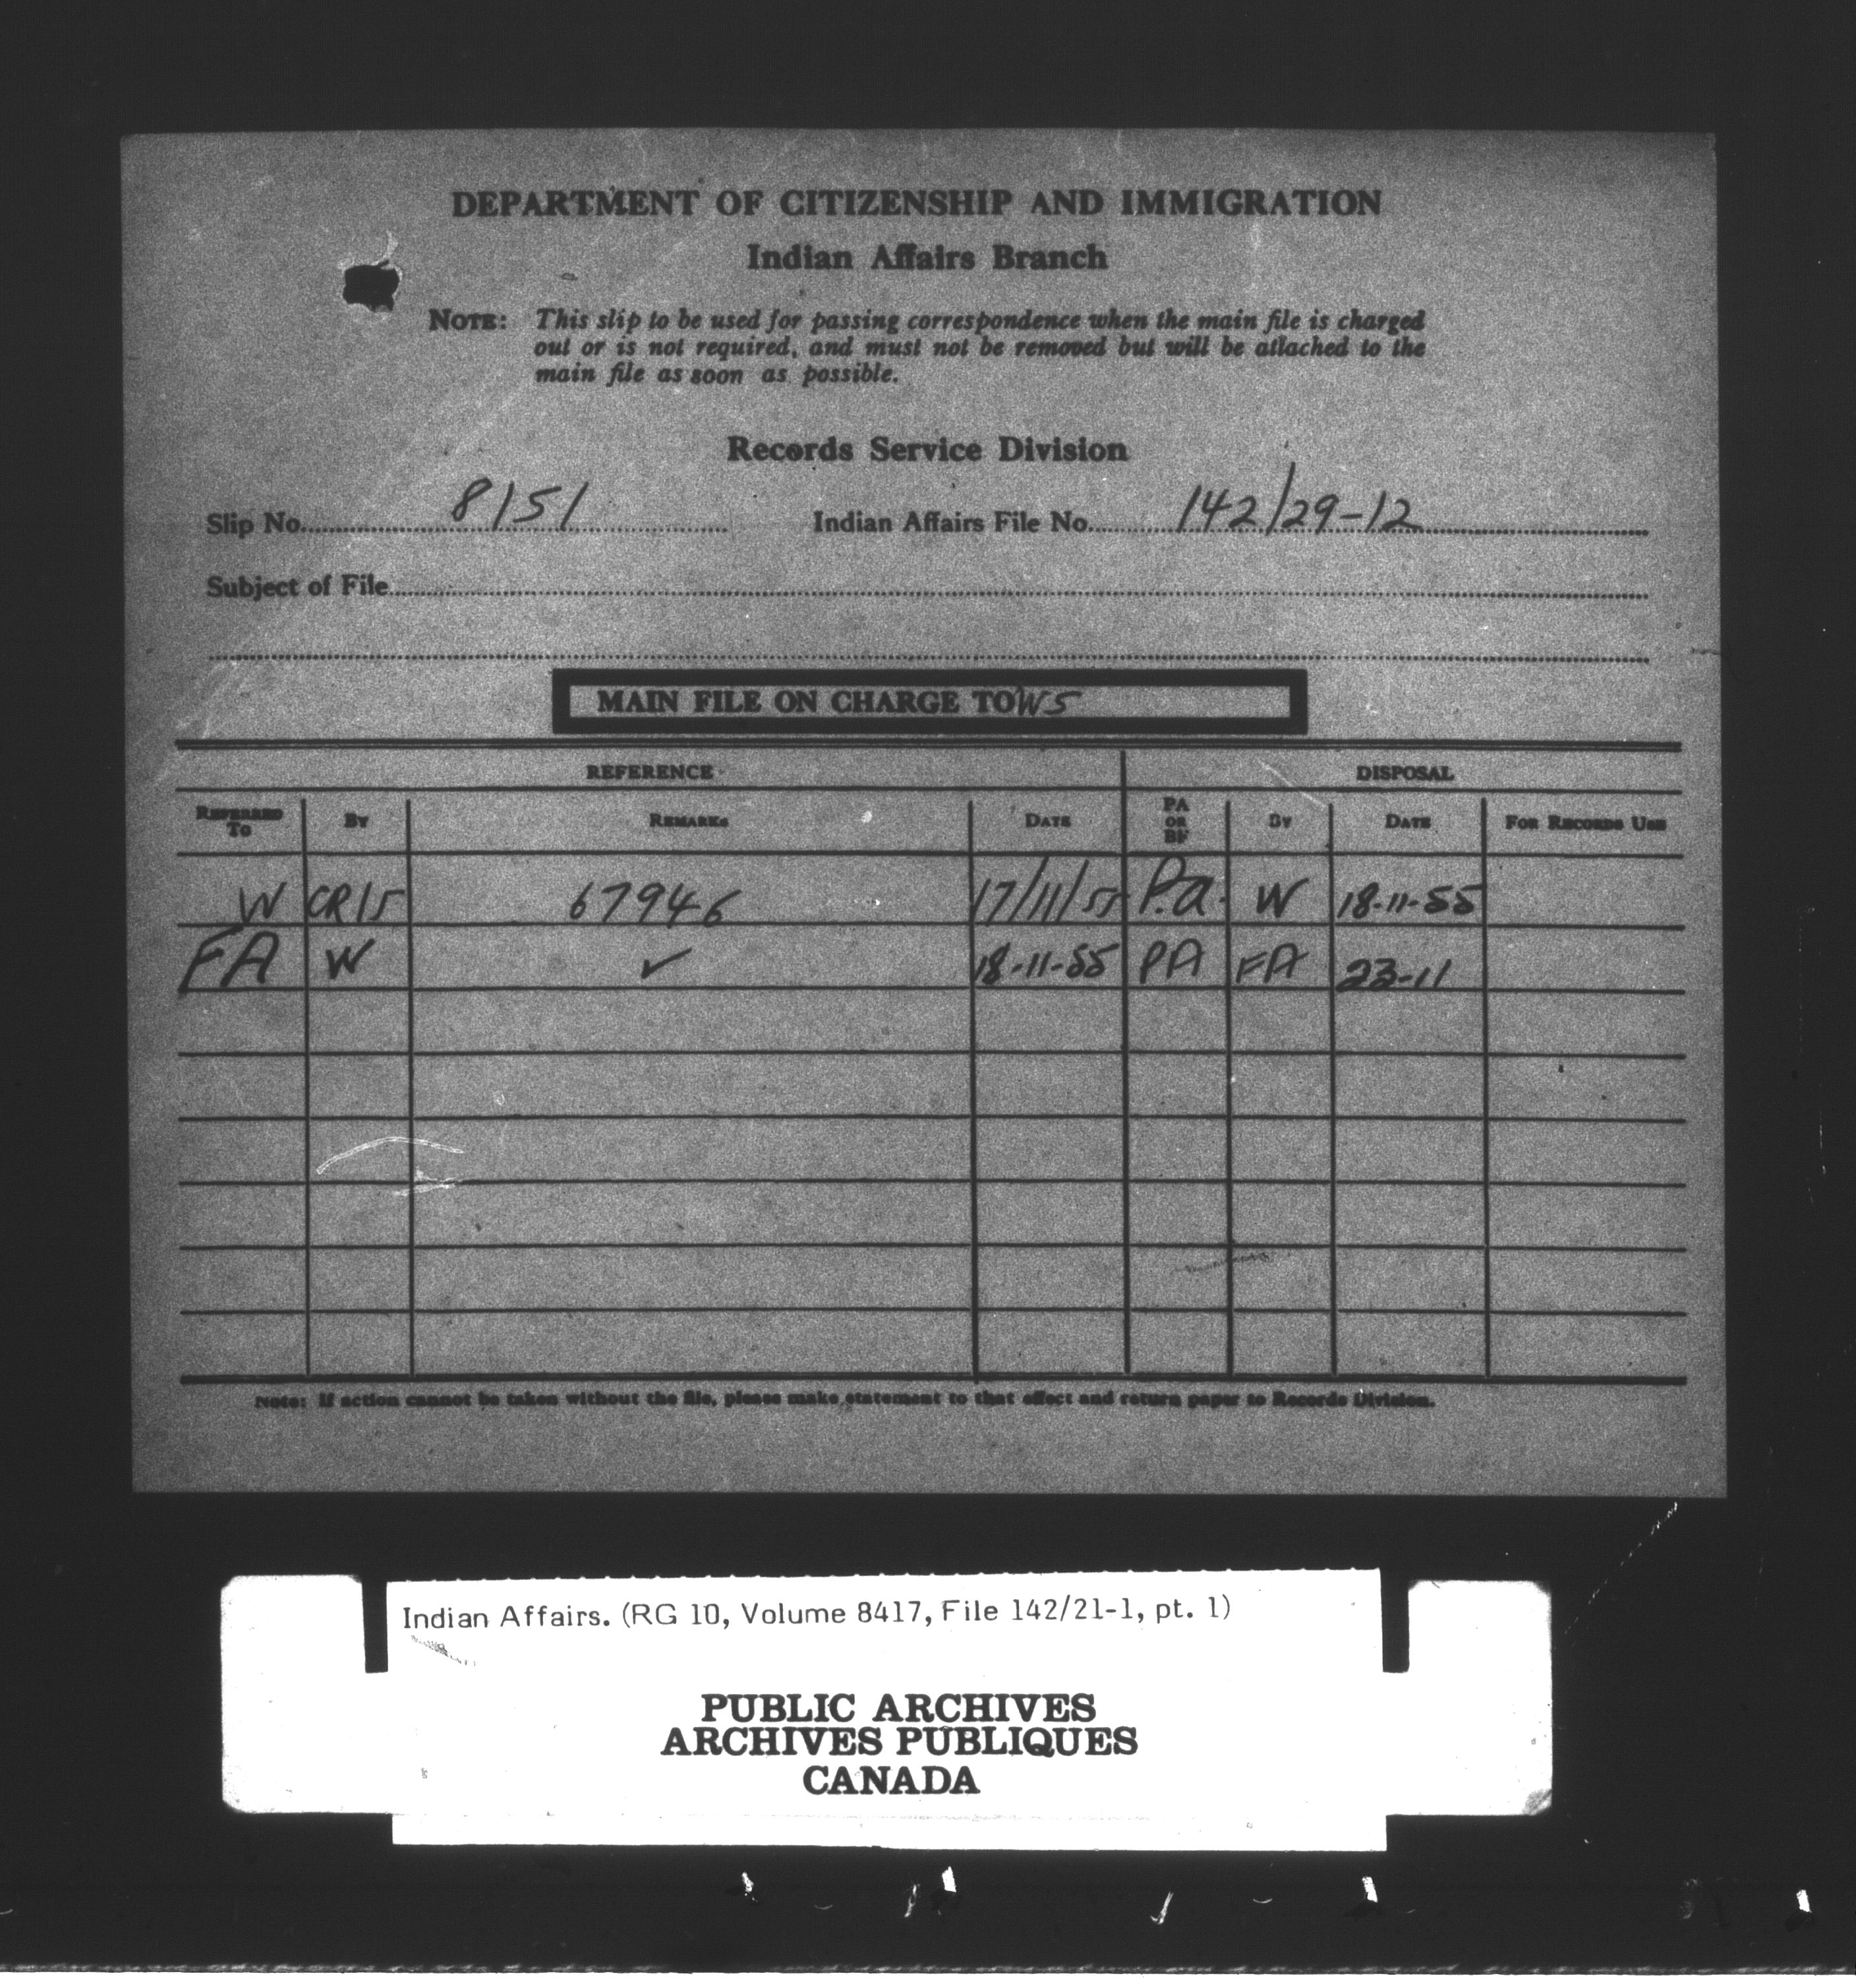 DEPARTMENT OF CITIZENSHIP AND IMMIGRATION
Indian Affairs Branch
NOTE: This slip to be used for passing correspondence when the main file is charged
out or is not required, and must not be removed but will be attached to the
main file as soon as possible.
Records Service Division
Slip No. 8151 Indian Affairs File No. 142/29-12
Subject of File
MAIN FILE ON CHARGE TO WS
REFERENCE DISPOSAL
REFERRED TO BY REMARKS DATE PA OR BF BY DATE FOR RECORDS USE
W CR15 67946 17/11/55 P.a. W 18-11-55
FA W ✓ 18-11-55 PA FA 23-11
Note: If action cannot be taken without the file, please make statement to that effect and return paper to Records Division.
Indian Affairs. (RG 10, Volume 8417, File 142/21-1, pt. 1)
PUBLIC ARCHIVES
ARCHIVES PUBLIQUES
CANADA